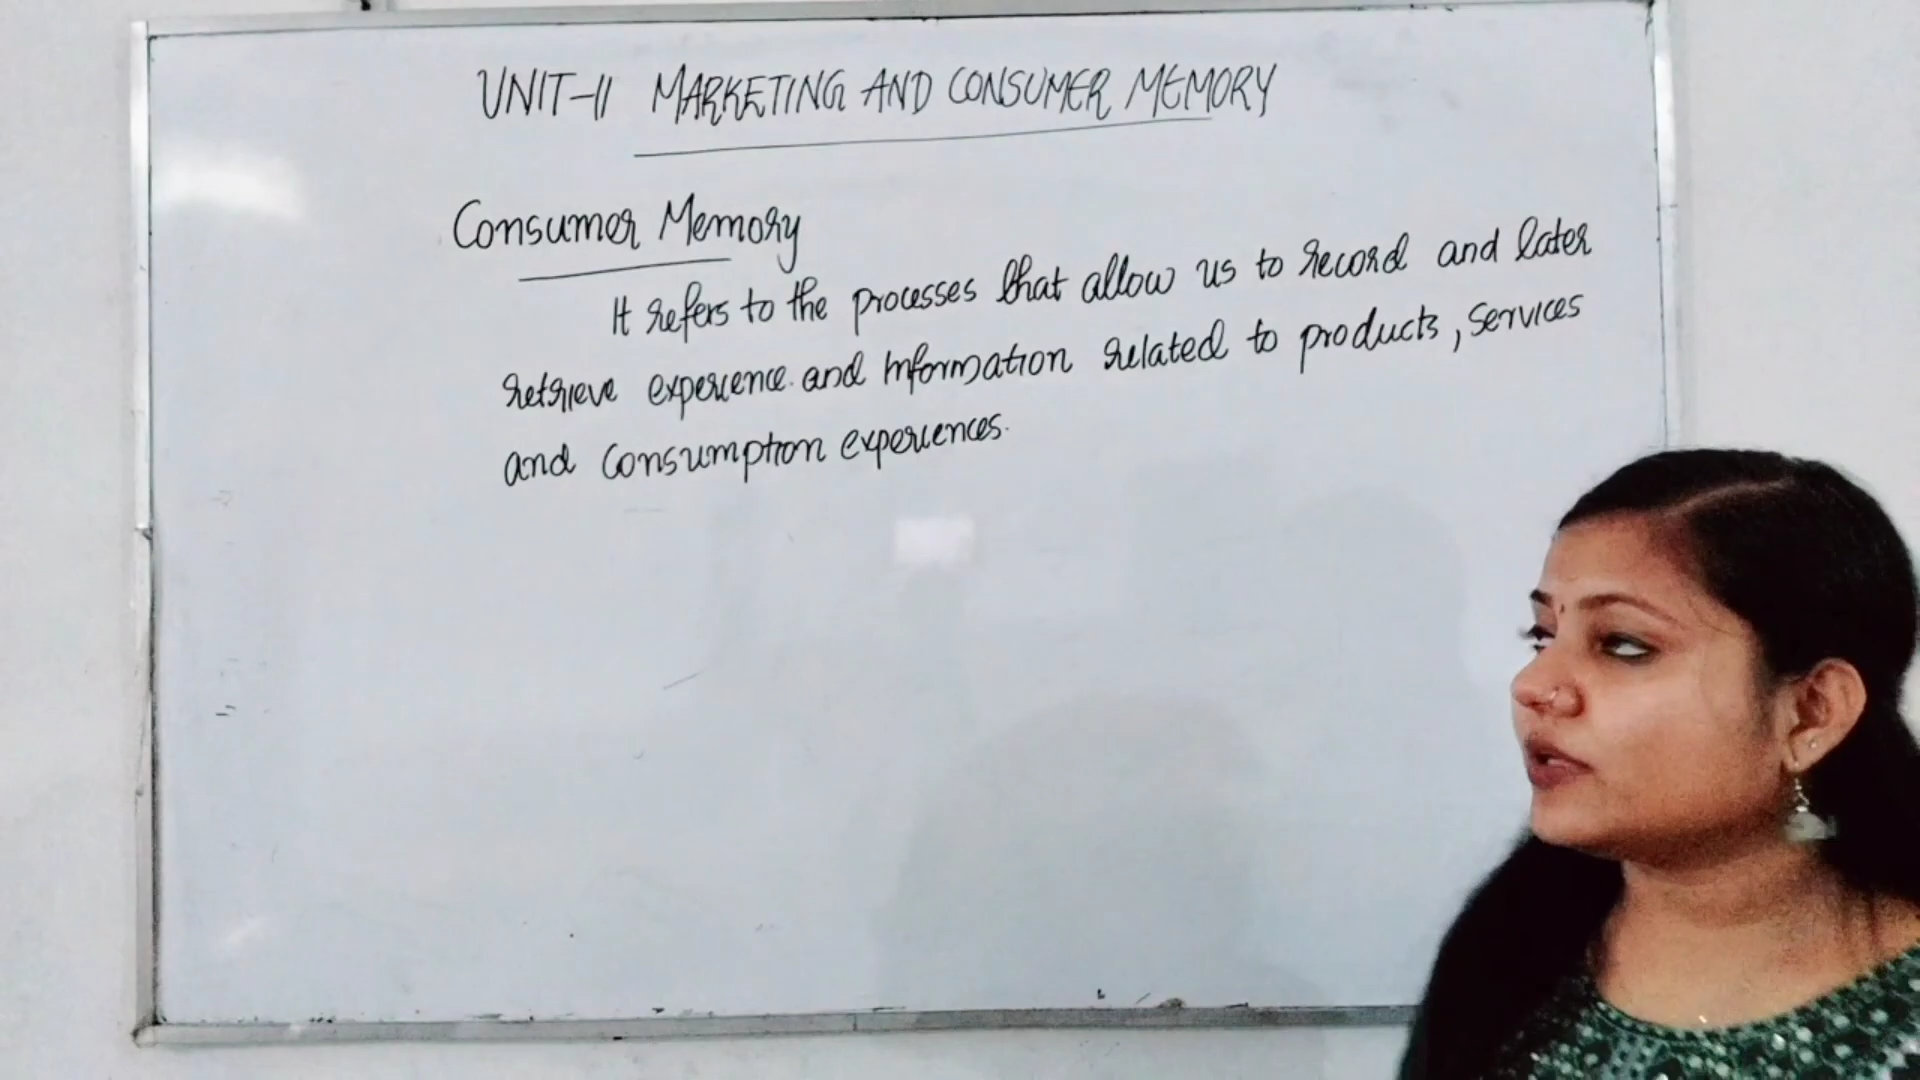 UNIT-II MARKETING AND CONSUMER MEMORY
Consumer Memory
It refers to the processes that allow us to record and later
retrieve experience and Information related to products, services
and consumption experiences.